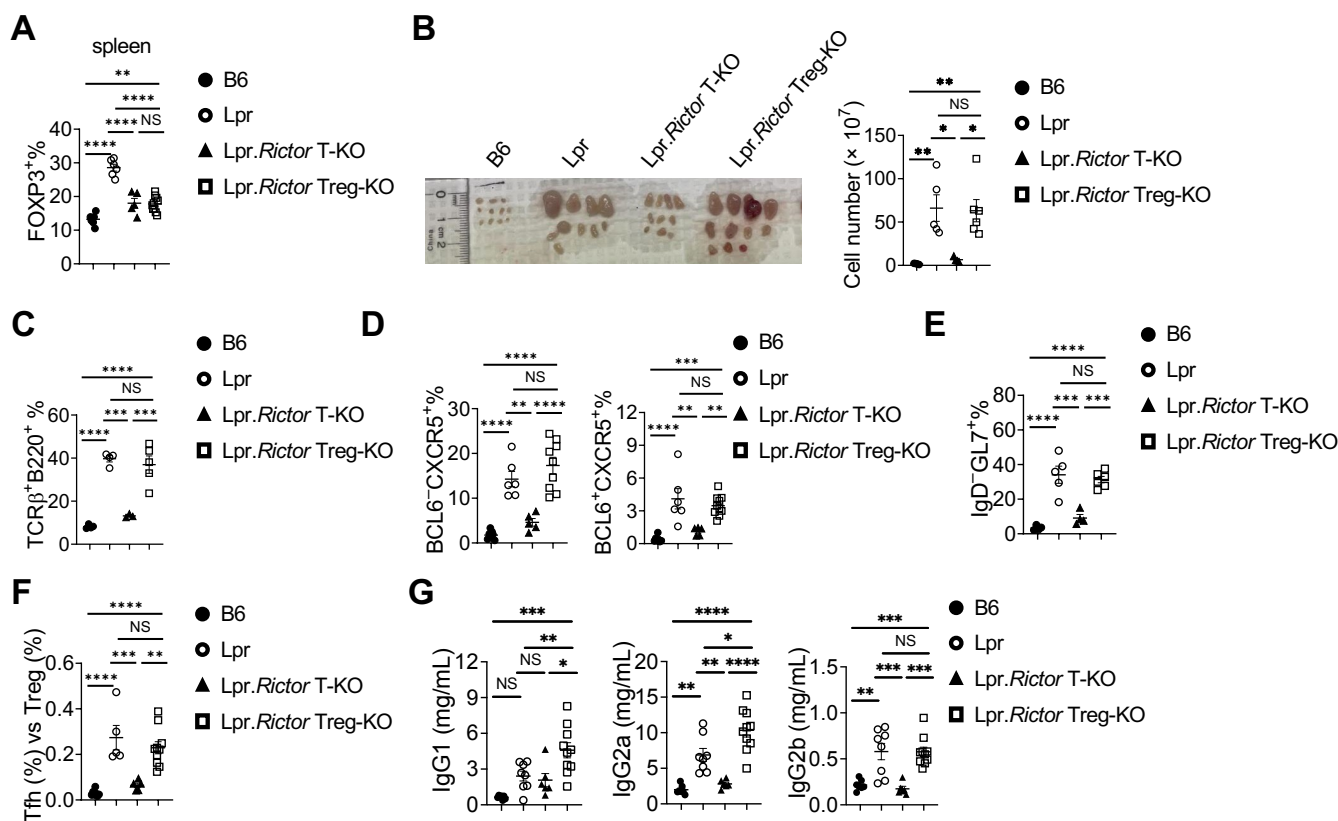 A
spleen
**
****
**** NS
****
40
30
20
10
0
FOXP3+%
B6
Lpr
Lpr.Rictor T-KO
Lpr.Rictor Treg-KO
B
B6
Lpr
Lpr.Rictor T-KO
Lpr.Rictor Treg-KO
0
1 cm 2
China
**
NS
* *
**
150
100
50
0
Cell number (× 10⁷)
B6
Lpr
Lpr.Rictor T-KO
Lpr.Rictor Treg-KO
C
****
NS
*** ***
****
60
40
20
0
TCRβ+B220+ %
B6
Lpr
Lpr.Rictor T-KO
Lpr.Rictor Treg-KO
D
****
NS
** ****
****
30
20
10
0
BCL6−CXCR5+%
***
NS
** **
****
12
9
6
3
0
BCL6+CXCR5+%
B6
Lpr
Lpr.Rictor T-KO
Lpr.Rictor Treg-KO
E
****
NS
*** ***
****
80
60
40
20
0
IgD−GL7+%
B6
Lpr
Lpr.Rictor T-KO
Lpr.Rictor Treg-KO
F
****
NS
*** **
****
0.6
0.4
0.2
0.0
Tfh (%) vs Treg (%)
B6
Lpr
Lpr.Rictor T-KO
Lpr.Rictor Treg-KO
G
***
**
NS *
NS
12
9
6
3
0
IgG1 (mg/mL)
****
*
** ****
**
20
15
10
5
0
IgG2a (mg/mL)
***
NS
*** ***
**
1.5
1.0
0.5
0.0
IgG2b (mg/mL)
B6
Lpr
Lpr.Rictor T-KO
Lpr.Rictor Treg-KO